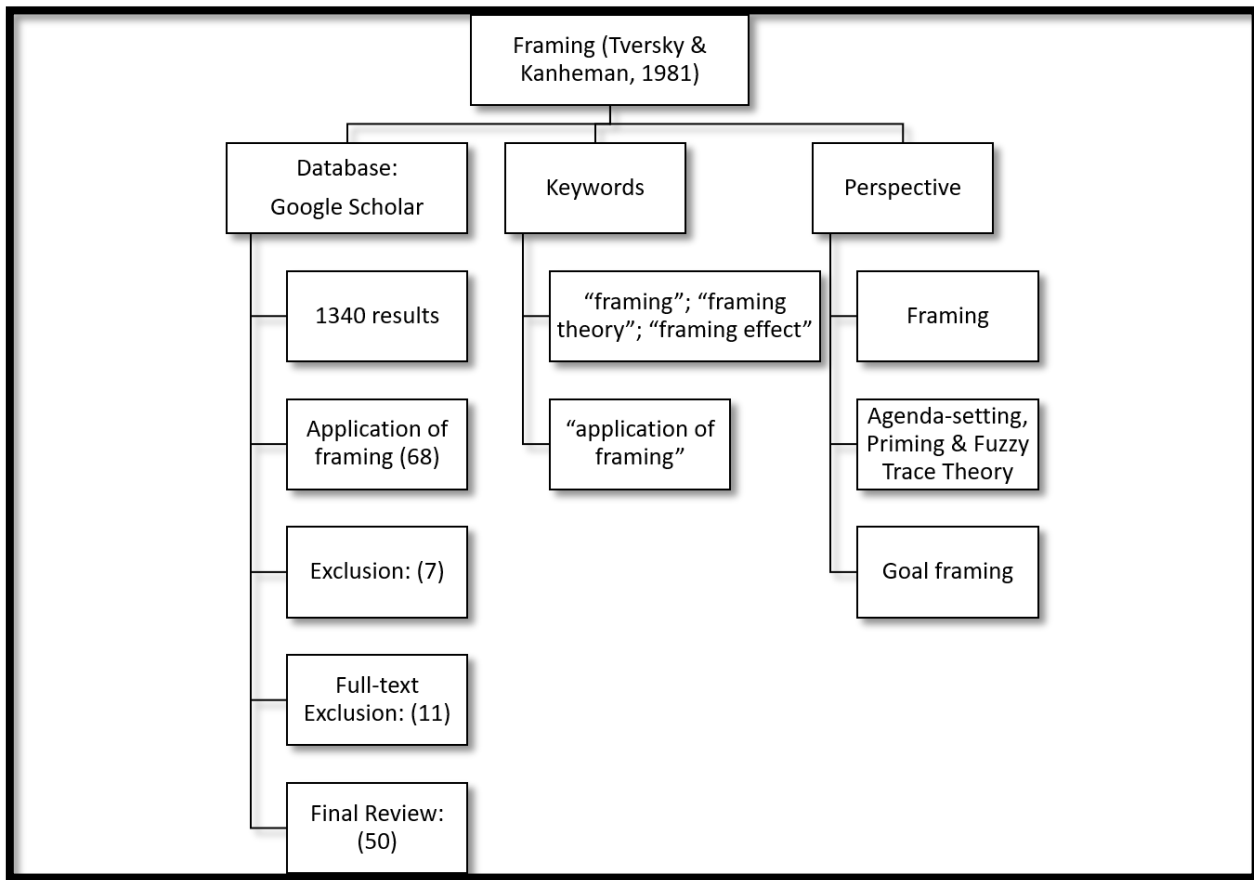 Framing (Tversky &
Kanheman, 1981)
Database:
Google Scholar
1340 results
Application of
framing (68)
Exclusion: (7)
Full-text
Exclusion: (11)
Final Review:
(50)
Keywords
“framing”; “framing
theory”; “framing effect”
“application of
framing”
Perspective
Framing
Agenda-setting,
Priming & Fuzzy
Trace Theory
Goal framing